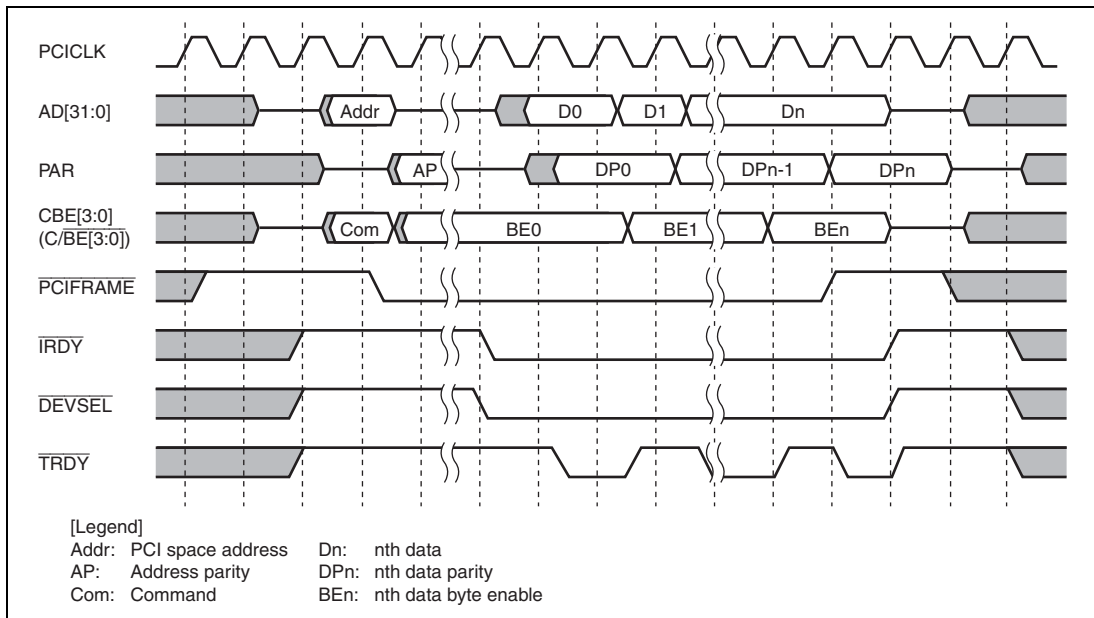 PCICLK
AD[31:0] Addr D0 D1 Dn
PAR AP DP0 DPn-1 DPn
CBE[3:0]
(C/BE[3:0]) Com BE0 BE1 BEn
PCIFRAME
IRDY
DEVSEL
TRDY
[Legend]
Addr: PCI space address Dn: nth data
AP: Address parity DPn: nth data parity
Com: Command BEn: nth data byte enable